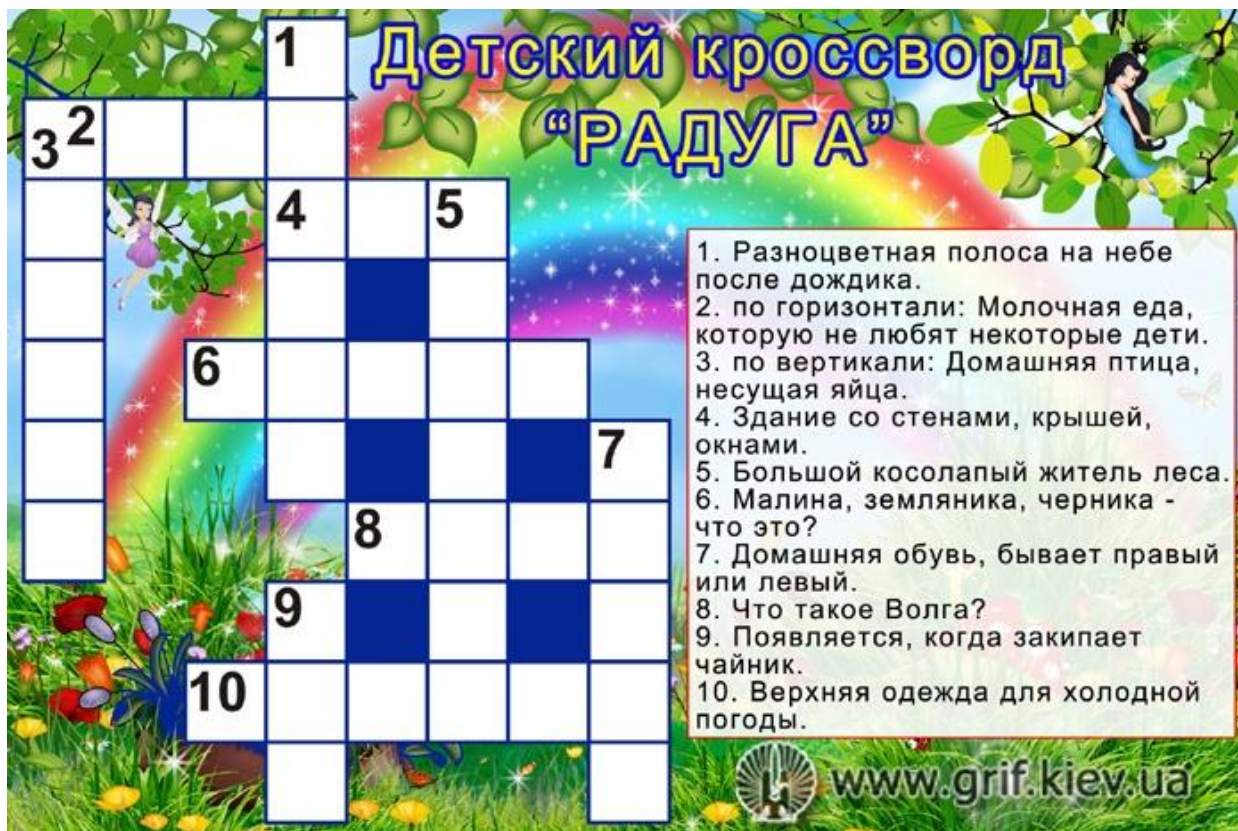 Детский кроссворд
“РАДУГА”
1
3 2
4 5
6
7
8
9
10
1. Разноцветная полоса на небе
после дождика.
2. по горизонтали: Молочная еда,
которую не любят некоторые дети.
3. по вертикали: Домашняя птица,
несущая яйца.
4. Здание со стенами, крышей,
окнами.
5. Большой косолапый житель леса.
6. Малина, земляника, черника -
что это?
7. Домашняя обувь, бывает правый
или левый.
8. Что такое Волга?
9. Появляется, когда закипает
чайник.
10. Верхняя одежда для холодной
погоды.
www.grif.kiev.ua